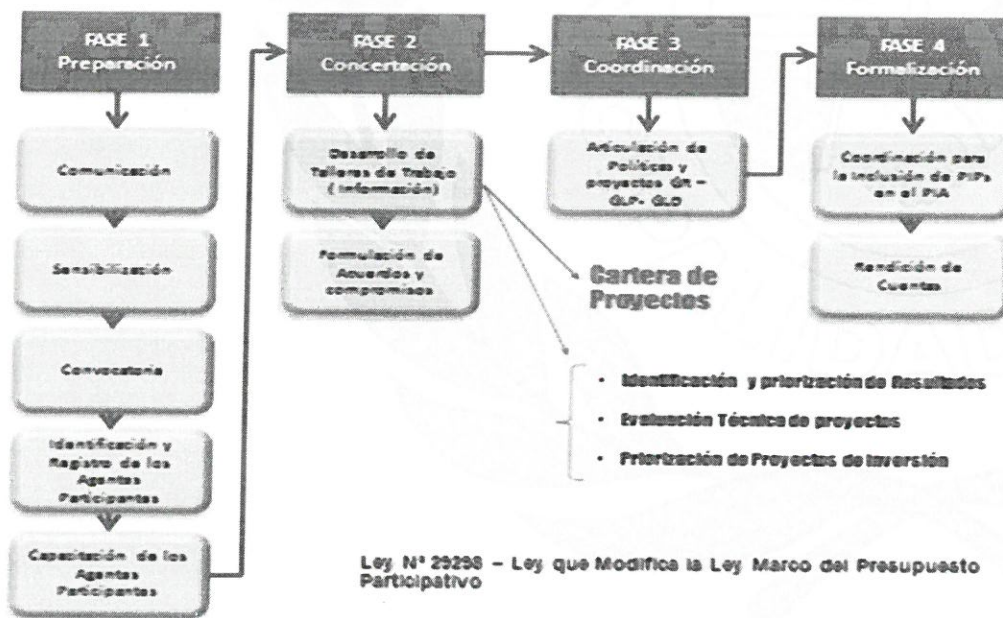 FASE 1
Preparación
Comunicación
Sensibilización
Convocatoria
Identificación y
Registro de los
Agentes
Participantes
Capacitación de los
Agentes
Participantes
FASE 2
Concertación
Desarrollo de
Talleres de Trabajo
( Información)
Formulación de
Acuerdos y
compromisos
FASE 3
Coordinación
Articulación de
Políticas y
proyectos GR –
GLP- GLD
Cartera de
Proyectos
• Identificación y priorización de Resultados
• Evaluación Técnica de proyectos
• Priorización de Proyectos de Inversión
FASE 4
Formalización
Coordinación para
la Inclusión de PIPs
en el PIA
Rendición de
Cuentas
Ley N° 29298 – Ley que Modifica la Ley Marco del Presupuesto
Participativo